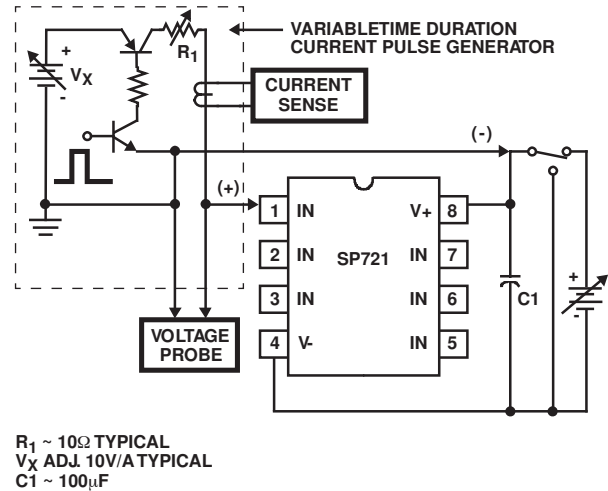 VARIABLETIME DURATION
CURRENT PULSE GENERATOR
+
VX
-
R1
CURRENT
SENSE
(-)
(+)
1 IN
2 IN
3 IN
4 V-
SP721
V+ 8
IN 7
IN 6
IN 5
C1
+
-
VOLTAGE
PROBE
R1 ~ 10Ω TYPICAL
VX ADJ. 10V/A TYPICAL
C1 ~ 100µF